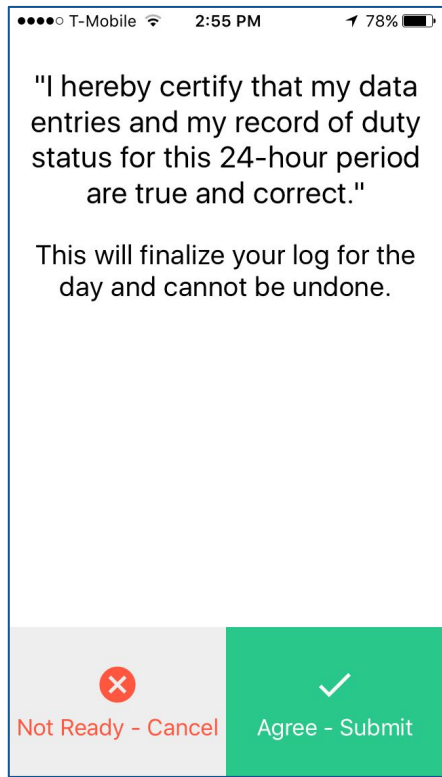 T-Mobile 2:55 PM 78%
"I hereby certify that my data
entries and my record of duty
status for this 24-hour period
are true and correct."
This will finalize your log for the
day and cannot be undone.
Not Ready - Cancel Agree - Submit